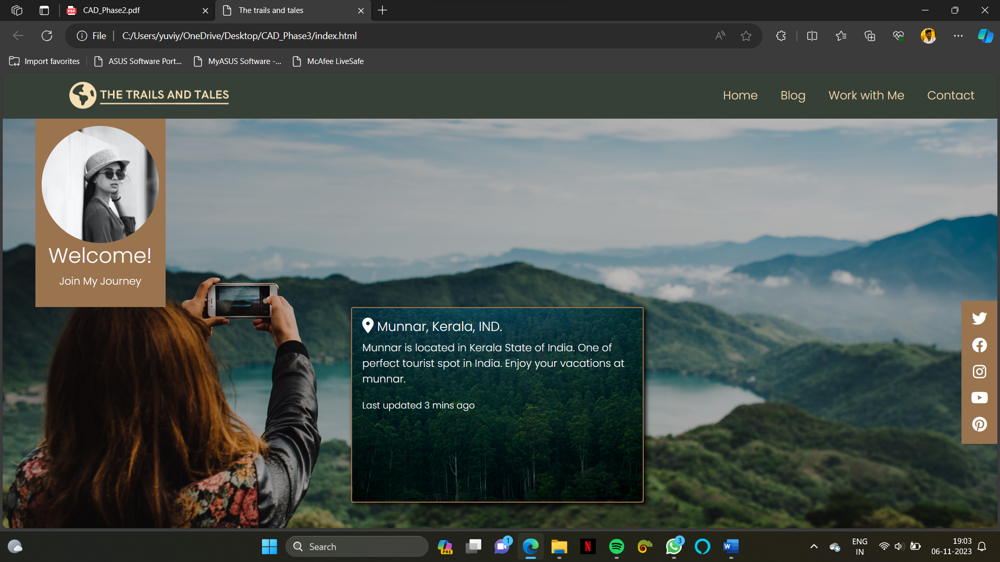 CAD_Phase2.pdf
The trails and tales
File
C:/Users/yuviy/OneDrive/Desktop/CAD_Phase3/index.html
Import favorites
ASUS Software Port...
MyASUS Software -...
McAfee LiveSafe
THE TRAILS AND TALES
Home
Blog
Work with Me
Contact
Welcome!
Join My Journey
Munnar, Kerala, IND.
Munnar is located in Kerala State of India. One of
perfect tourist spot in India. Enjoy your vacations at
munnar.
Last updated 3 mins ago
Search
PRE
1
N
3
W
ENG
IN
19:03
06-11-2023